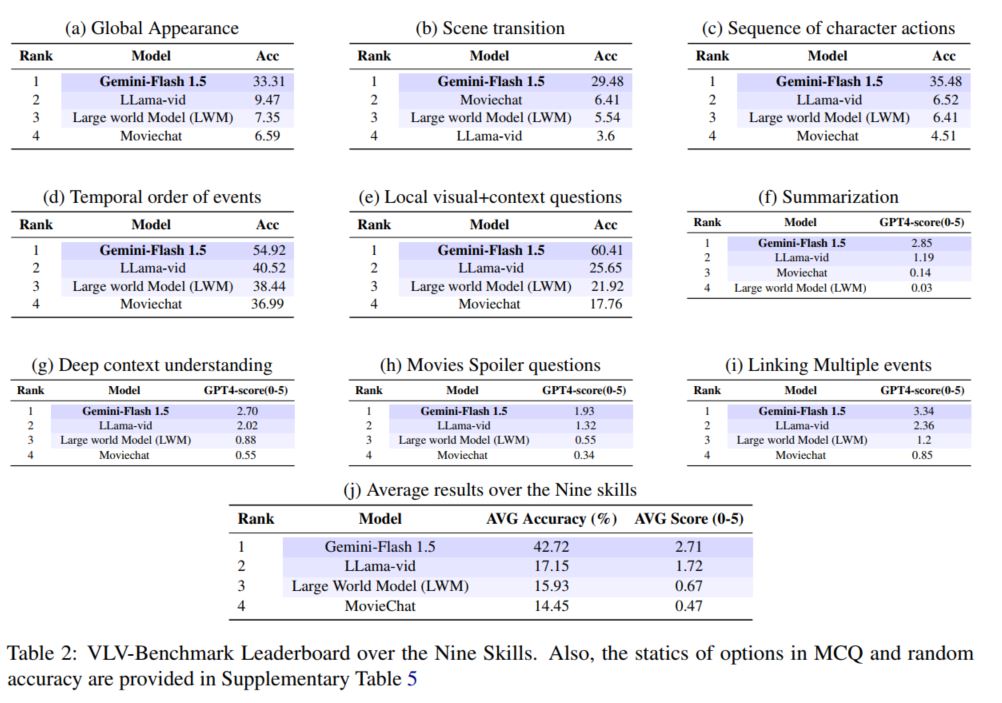 (a) Global Appearance
Rank Model Acc
1 Gemini-Flash 1.5 33.31
2 LLama-vid 9.47
3 Large world Model (LWM) 7.35
4 Moviechat 6.59
(b) Scene transition
Rank Model Acc
1 Gemini-Flash 1.5 29.48
2 Moviechat 6.41
3 Large world Model (LWM) 5.54
4 LLama-vid 3.6
(c) Sequence of character actions
Rank Model Acc
1 Gemini-Flash 1.5 35.48
2 LLama-vid 6.52
3 Large world Model (LWM) 6.41
4 Moviechat 4.51
(d) Temporal order of events
Rank Model Acc
1 Gemini-Flash 1.5 54.92
2 LLama-vid 40.52
3 Large world Model (LWM) 38.44
4 Moviechat 36.99
(e) Local visual+context questions
Rank Model Acc
1 Gemini-Flash 1.5 60.41
2 LLama-vid 25.65
3 Large world Model (LWM) 21.92
4 Moviechat 17.76
(f) Summarization
Rank Model GPT4-score(0-5)
1 Gemini-Flash 1.5 2.85
2 LLama-vid 1.19
3 Moviechat 0.14
4 Large world Model (LWM) 0.03
(g) Deep context understanding
Rank Model GPT4-score(0-5)
1 Gemini-Flash 1.5 2.70
2 LLama-vid 2.02
3 Large world Model (LWM) 0.88
4 Moviechat 0.55
(h) Movies Spoiler questions
Rank Model GPT4-score(0-5)
1 Gemini-Flash 1.5 1.93
2 LLama-vid 1.32
3 Large world Model (LWM) 0.55
4 Moviechat 0.34
(i) Linking Multiple events
Rank Model GPT4-score(0-5)
1 Gemini-Flash 1.5 3.34
2 LLama-vid 2.36
3 Large world Model (LWM) 1.2
4 Moviechat 0.85
(j) Average results over the Nine skills
Rank Model AVG Accuracy (%) AVG Score (0-5)
1 Gemini-Flash 1.5 42.72 2.71
2 LLama-vid 17.15 1.72
3 Large World Model (LWM) 15.93 0.67
4 MovieChat 14.45 0.47
Table 2: VLV-Benchmark Leaderboard over the Nine Skills. Also, the statics of options in MCQ and random
accuracy are provided in Supplementary Table 5